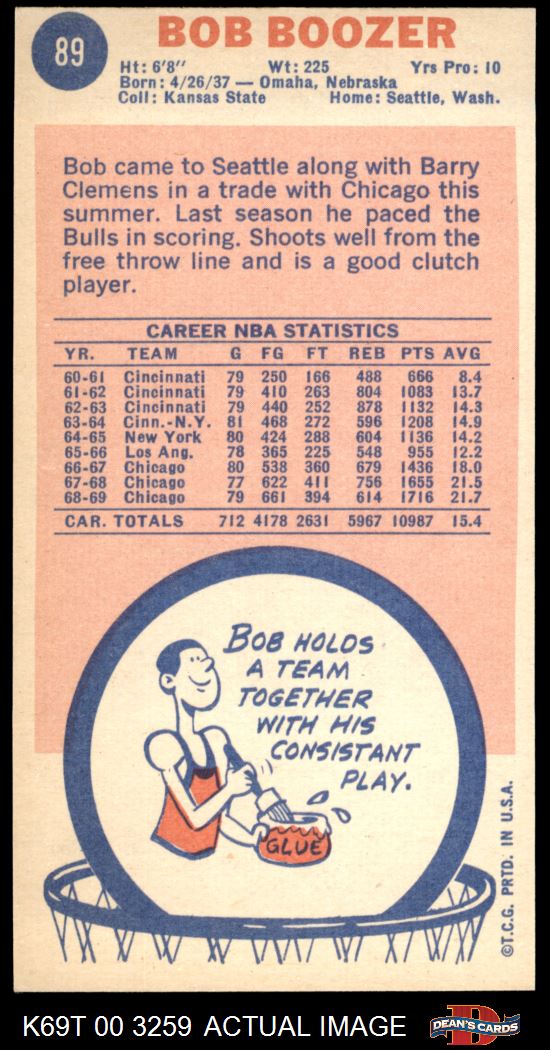 89
BOB BOOZER
Ht: 6'8" Wt: 225 Yrs Pro: 10
Born: 4/26/37 — Omaha, Nebraska
Coll: Kansas State Home: Seattle, Wash.
Bob came to Seattle along with Barry
Clemens in a trade with Chicago this
summer. Last season he paced the
Bulls in scoring. Shoots well from the
free throw line and is a good clutch
player.
CAREER NBA STATISTICS
YR. TEAM G FG FT REB PTS AVG
60-61 Cincinnati 79 250 166 488 666 8.4
61-62 Cincinnati 79 410 263 804 1083 13.7
62-63 Cincinnati 79 440 252 878 1132 14.3
63-64 Cinn.-N.Y. 81 468 272 596 1208 14.9
64-65 New York 80 424 288 604 1136 14.2
65-66 Los Ang. 78 365 225 548 955 12.2
66-67 Chicago 80 538 360 679 1436 18.0
67-68 Chicago 77 622 411 756 1655 21.5
68-69 Chicago 79 661 394 614 1716 21.7
CAR. TOTALS 712 4178 2631 5967 10987 15.4
BOB HOLDS
A TEAM
TOGETHER
WITH HIS
CONSISTANT
PLAY.
GLUE
©T.C.G. PRTD. IN U.S.A.
K69T 00 3259 ACTUAL IMAGE
D
DEAN'S CARDS